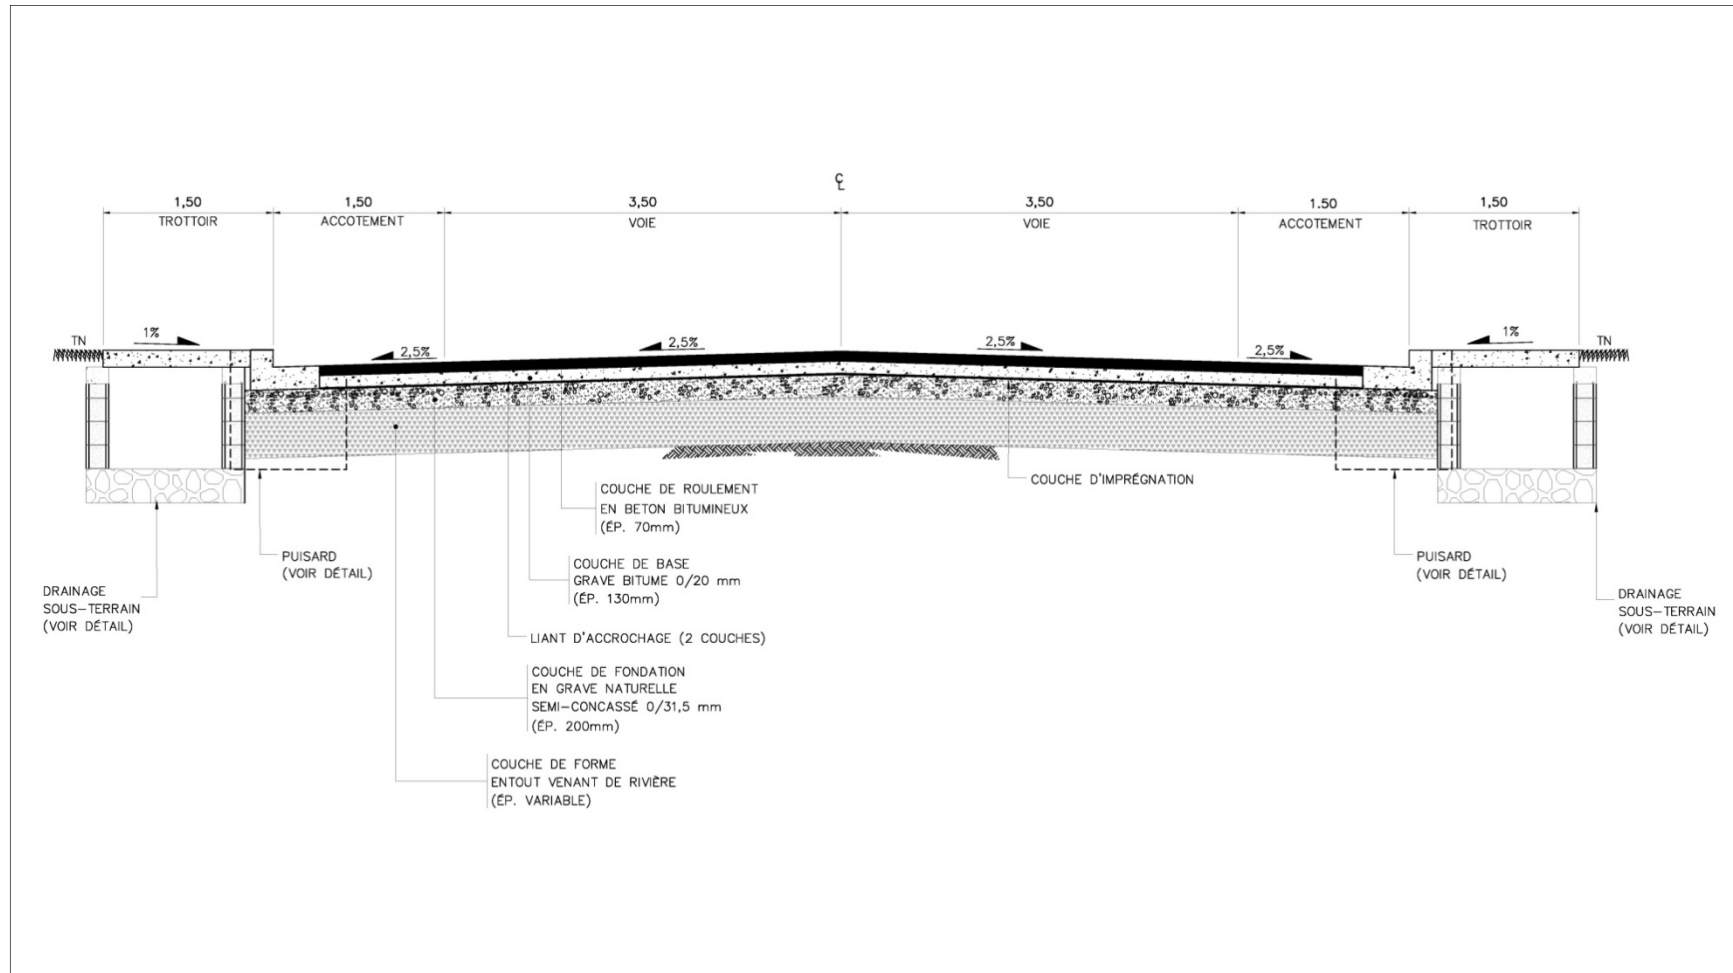 ℄
1,50
1,50
3,50
3,50
1.50
1,50
TROTTOIR
ACCOTEMENT
VOIE
VOIE
ACCOTEMENT
TROTTOIR
TN
1%
2,5%
2,5%
2,5%
2,5%
1%
TN
COUCHE DE ROULEMENT
EN BETON BITUMINEUX
(ÉP. 70mm)
COUCHE D'IMPRÉGNATION
PUISARD
(VOIR DÉTAIL)
COUCHE DE BASE
GRAVE BITUME 0/20 mm
(ÉP. 130mm)
PUISARD
(VOIR DÉTAIL)
DRAINAGE
SOUS-TERRAIN
(VOIR DÉTAIL)
DRAINAGE
SOUS-TERRAIN
(VOIR DÉTAIL)
LIANT D'ACCROCHAGE (2 COUCHES)
COUCHE DE FONDATION
EN GRAVE NATURELLE
SEMI-CONCASSÉ 0/31,5 mm
(ÉP. 200mm)
COUCHE DE FORME
ENTOUT VENANT DE RIVIÈRE
(ÉP. VARIABLE)